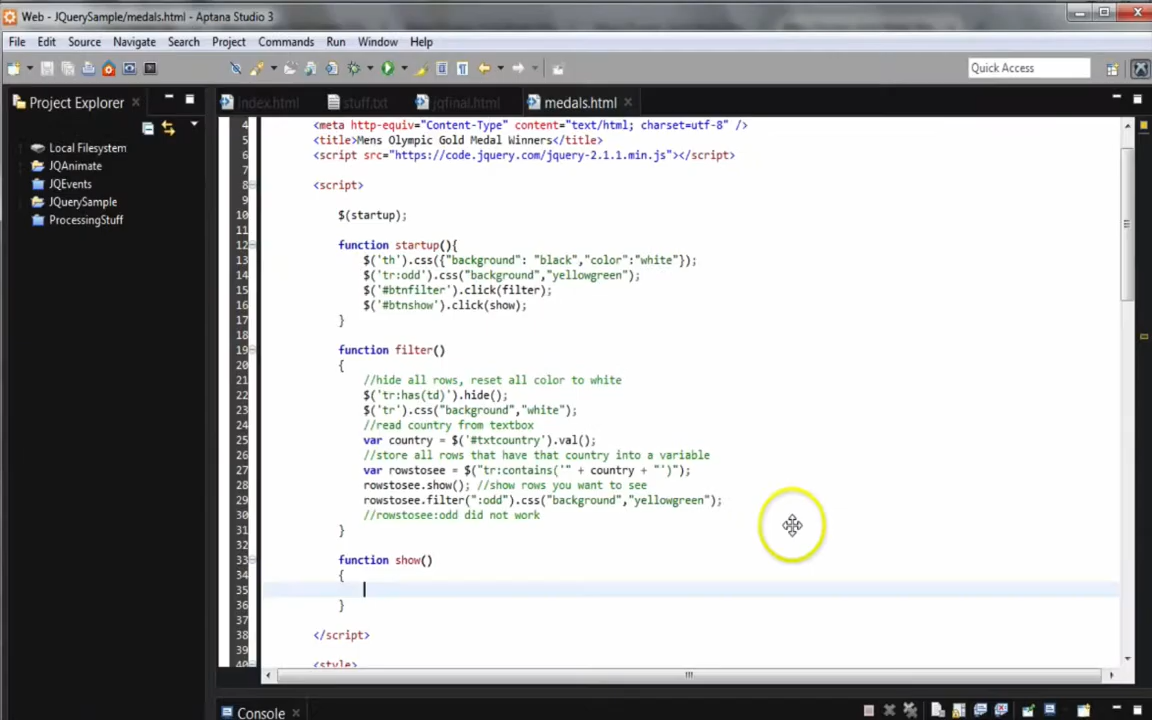 Web - JQuerySample/medals.html - Aptana Studio 3
File Edit Source Navigate Search Project Commands Run Window Help
Quick Access
Project Explorer
index.html stuff.txt jqfinal.html medals.html
Local Filesystem
JQAnimate
JQEvents
JQuerySample
ProcessingStuff
4 <meta http-equiv="Content-Type" content="text/html; charset=utf-8" />
5 <title>Mens Olympic Gold Medal Winners</title>
6 <script src="https://code.jquery.com/jquery-2.1.1.min.js"></script>
7
8 <script>
9
10 $(startup);
11
12 function startup(){
13 $('th').css({"background": "black","color":"white"});
14 $('tr:odd').css("background","yellowgreen");
15 $('#btnfilter').click(filter);
16 $('#btnshow').click(show);
17 }
18
19 function filter()
20 {
21 //hide all rows, reset all color to white
22 $('tr:has(td)').hide();
23 $('tr').css("background","white");
24 //read country from textbox
25 var country = $('#txtcountry').val();
26 //store all rows that have that country into a variable
27 var rowstosee = $("tr:contains('" + country + "')");
28 rowstosee.show(); //show rows you want to see
29 rowstosee.filter(":odd").css("background","yellowgreen");
30 //rowstosee:odd did not work
31 }
32
33 function show()
34 {
35
36 }
37
38 </script>
39
40 <style>
Console